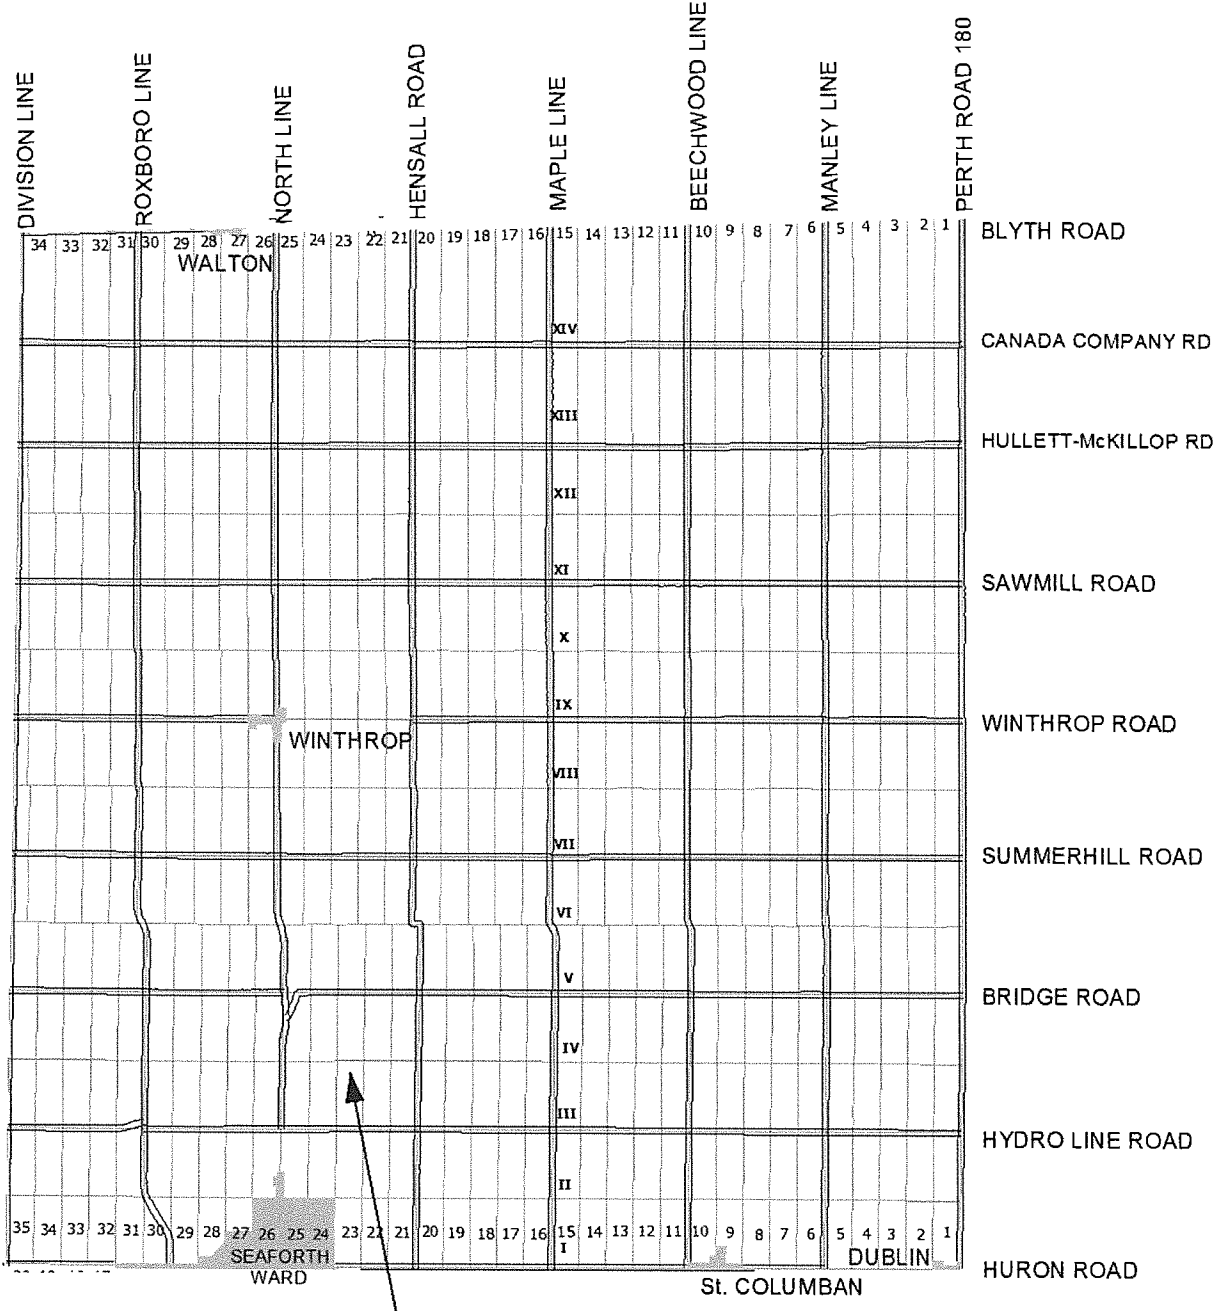 DIVISION LINE
ROXBORO LINE
NORTH LINE
HENSALL ROAD
MAPLE LINE
BEECHWOOD LINE
MANLEY LINE
PERTH ROAD 180
34 33 32 31 30 29 28 27 26 25 24 23 22 21 20 19 18 17 16 15 14 13 12 11 10 9 8 7 6 5 4 3 2 1
BLYTH ROAD
WALTON
XIV
CANADA COMPANY RD
XIII
HULLETT-McKILLOP RD
XII
XI
SAWMILL ROAD
X
IX
WINTHROP ROAD
WINTHROP
VIII
VII
SUMMERHILL ROAD
VI
V
BRIDGE ROAD
IV
III
HYDRO LINE ROAD
II
35 34 33 32 31 30 29 28 27 26 25 24 23 22 21 20 19 18 17 16 15 14 13 12 11 10 9 8 7 6 5 4 3 2 1
I
SEAFORTH
WARD
DUBLIN
HURON ROAD
St. COLUMBAN